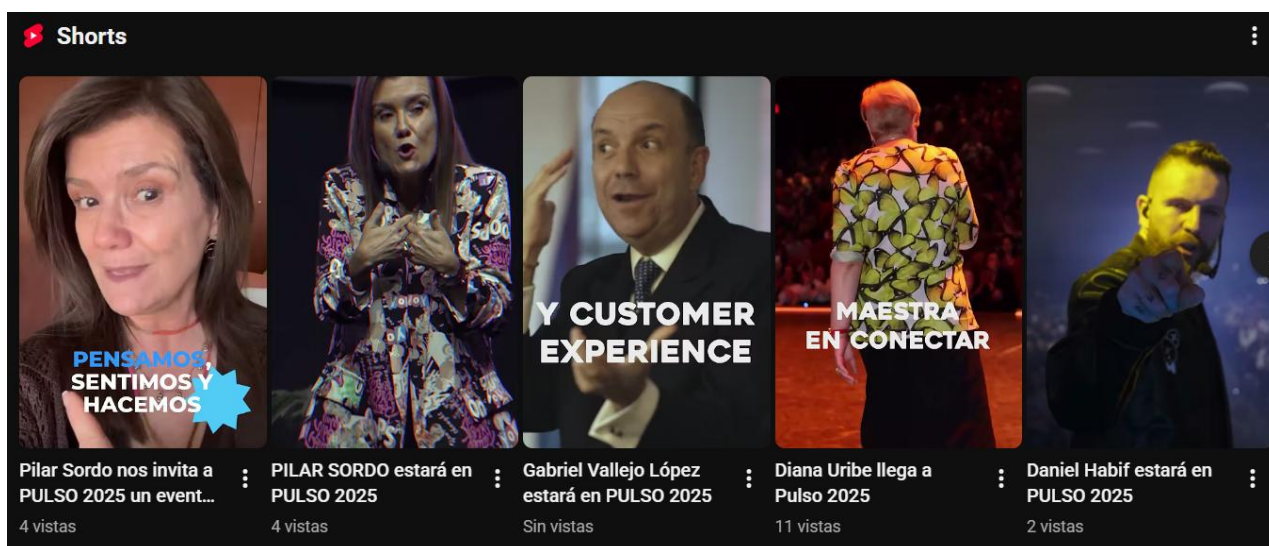 Shorts
PENSAMOS,
SENTIMOS Y
HACEMOS
Y CUSTOMER
EXPERIENCE
MAESTRA
EN CONECTAR
Pilar Sordo nos invita a
PULSO 2025 un event...
4 vistas
PILAR SORDO estará en
PULSO 2025
4 vistas
Gabriel Vallejo López
estará en PULSO 2025
Sin vistas
Diana Uribe llega a
Pulso 2025
11 vistas
Daniel Habif estará en
PULSO 2025
2 vistas